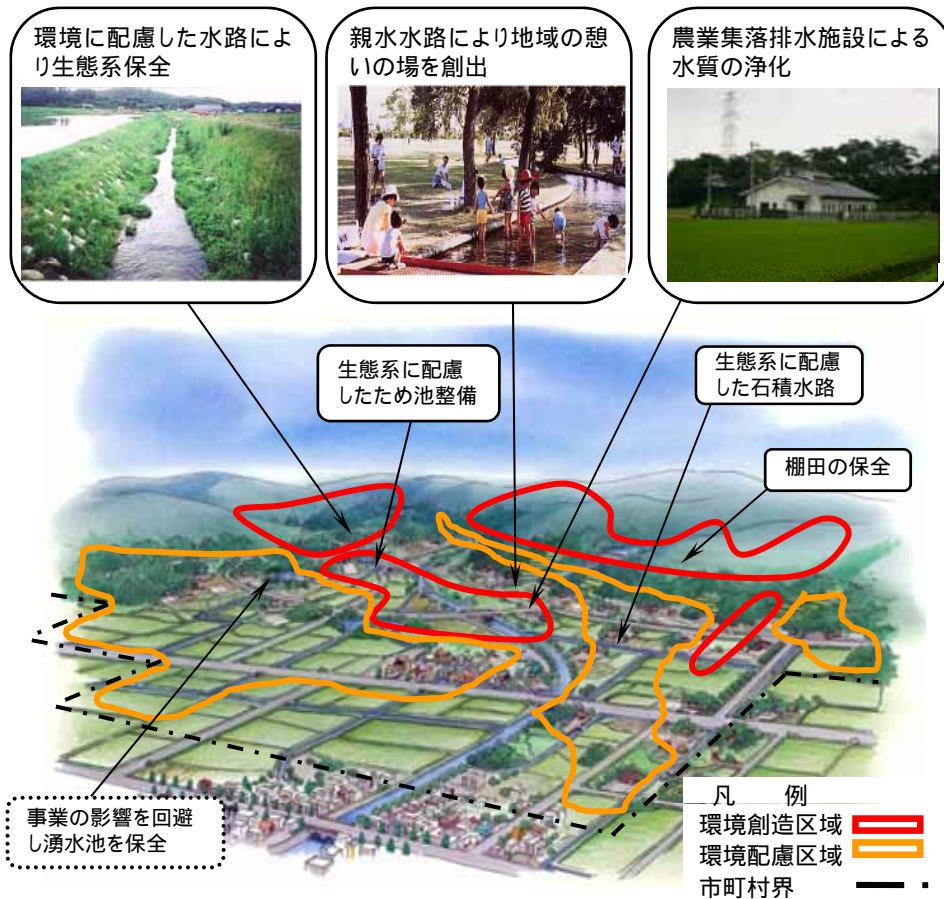 環境に配慮した水路によ
り生態系保全
親水水路により地域の憩
いの場を創出
農業集落排水施設による
水質の浄化
生態系に配慮
したため池整備
生態系に配慮
した石積水路
棚田の保全
事業の影響を回避
し湧水池を保全
凡 例
環境創造区域
環境配慮区域
市町村界